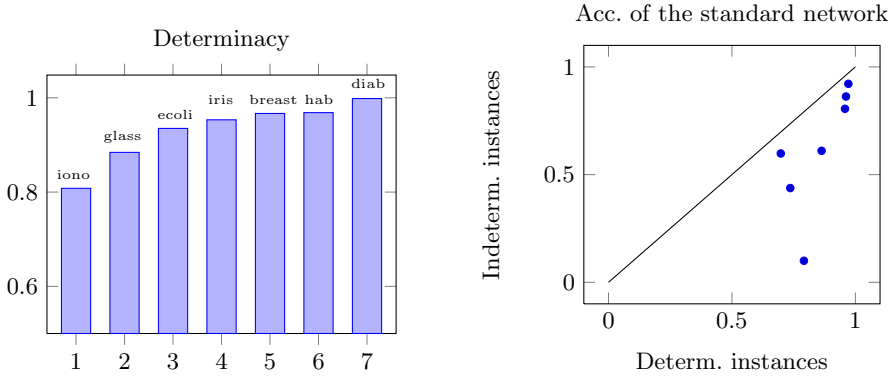 Determinacy
1
0.8
0.6
iono
glass
ecoli
iris
breast
hab
diab
1 2 3 4 5 6 7
Acc. of the standard network
Indeterm. instances
1
0.5
0
0 0.5 1
Determ. instances